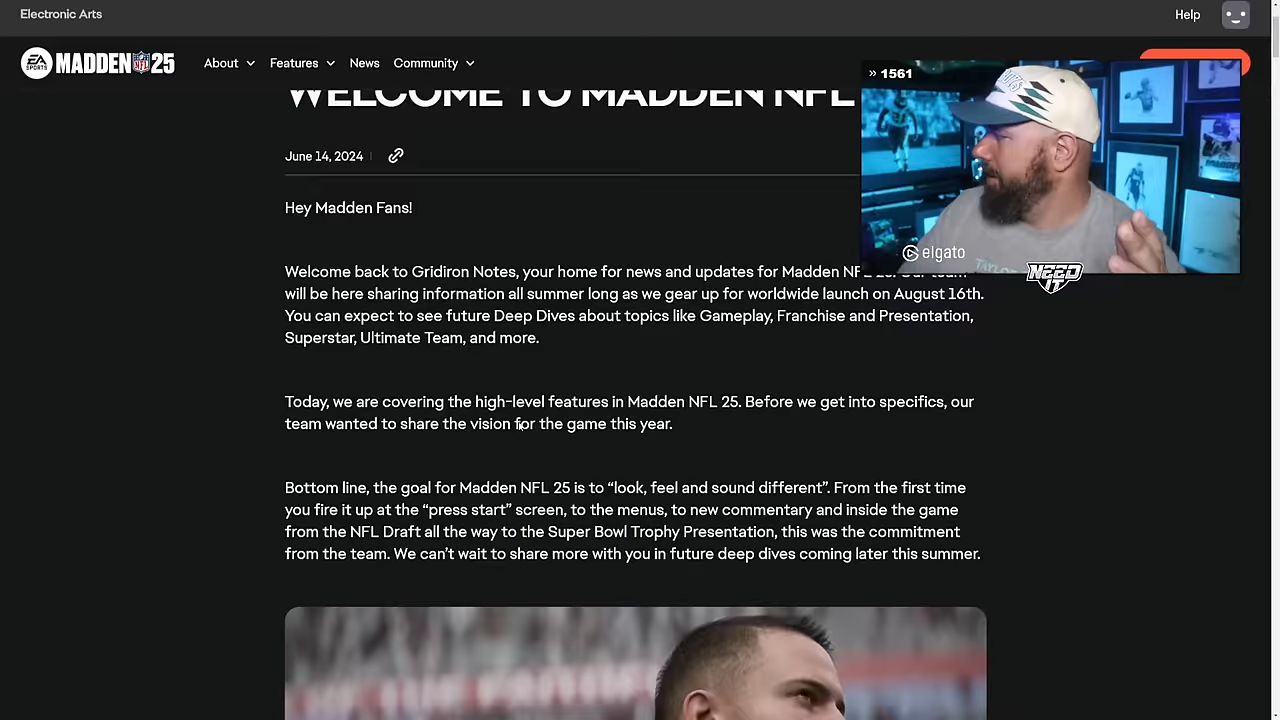 Electronic Arts
Help
EA SPORTS MADDEN NFL 25
About
Features
News
Community
» 1561
WELCOME TO MADDEN NFL
June 14, 2024
Hey Madden Fans!
elgato
NEED IT
Welcome back to Gridiron Notes, your home for news and updates for Madden NF
will be here sharing information all summer long as we gear up for worldwide launch on August 16th.
You can expect to see future Deep Dives about topics like Gameplay, Franchise and Presentation,
Superstar, Ultimate Team, and more.
Today, we are covering the high-level features in Madden NFL 25. Before we get into specifics, our
team wanted to share the vision for the game this year.
Bottom line, the goal for Madden NFL 25 is to “look, feel and sound different”. From the first time
you fire it up at the “press start” screen, to the menus, to new commentary and inside the game
from the NFL Draft all the way to the Super Bowl Trophy Presentation, this was the commitment
from the team. We can’t wait to share more with you in future deep dives coming later this summer.